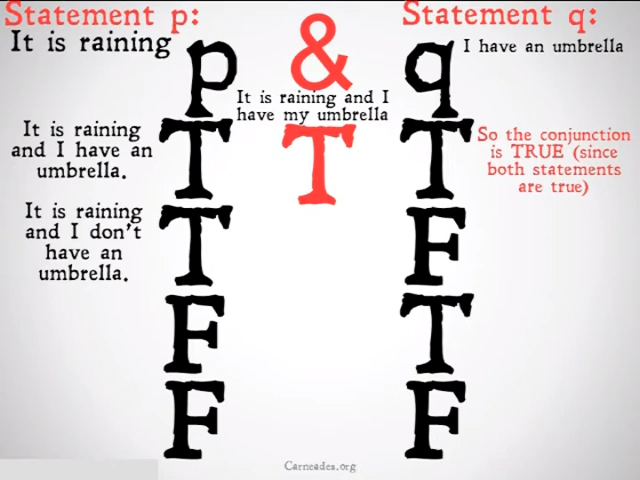 Statement p:
It is raining
Statement q:
I have an umbrella
p & q
It is raining and I
have my umbrella
It is raining
and I have an
umbrella.
T T T
So the conjunction
is TRUE (since
both statements
are true)
It is raining
and I don't
have an
umbrella.
T F
F T
F F
Carneades.org